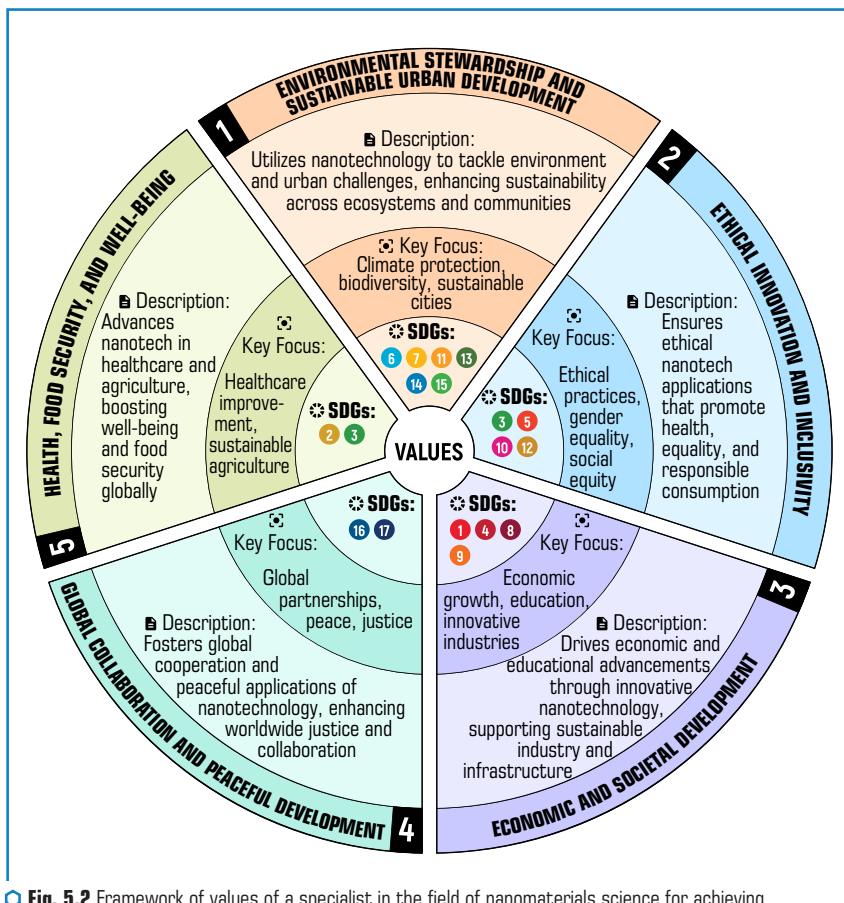 1
ENVIRONMENTAL STEWARDSHIP AND
SUSTAINABLE URBAN DEVELOPMENT
Description:
Utilizes nanotechnology to tackle environment
and urban challenges, enhancing sustainability
across ecosystems and communities
Key Focus:
Climate protection,
biodiversity, sustainable
cities
SDGs:
6 7 11 13
14 15
2
ETHICAL INNOVATION AND INCLUSIVITY
Description:
Ensures
ethical
nanotech
applications
that promote
health,
equality, and
responsible
consumption
Key Focus:
Ethical
practices,
gender
equality,
social
equity
SDGs:
3 5
10 12
3
ECONOMIC AND SOCIETAL DEVELOPMENT
Description:
Drives economic and
educational advancements
through innovative
nanotechnology,
supporting sustainable
industry and
infrastructure
Key Focus:
Economic
growth, education,
innovative
industries
SDGs:
1 4 8
9
4
GLOBAL COLLABORATION AND PEACEFUL DEVELOPMENT
Description:
Fosters global
cooperation and
peaceful applications of
nanotechnology, enhancing
worldwide justice and
collaboration
Key Focus:
Global
partnerships,
peace, justice
SDGs:
16 17
5
HEALTH, FOOD SECURITY, AND WELL-BEING
Description:
Advances
nanotech in
healthcare and
agriculture,
boosting
well-being
and food
security
globally
Key Focus:
Healthcare
improve-
ment,
sustainable
agriculture
SDGs:
2 3
VALUES
Fig. 5.2 Framework of values of a specialist in the field of nanomaterials science for achieving